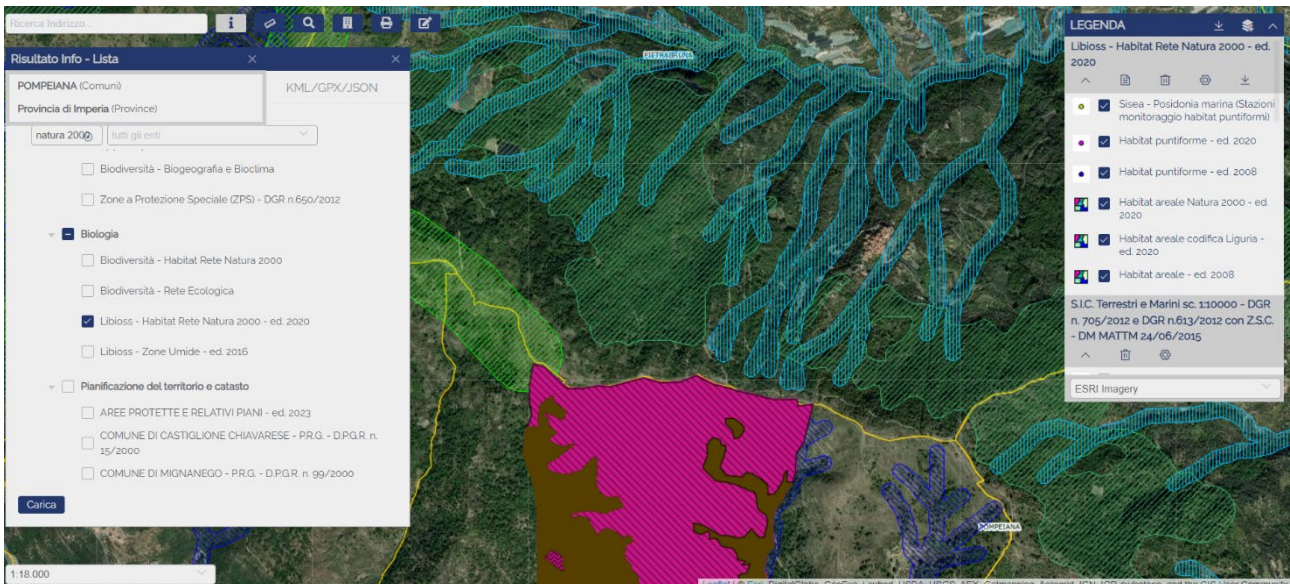 Ricerca Indirizzo...
Risultato Info - Lista
POMPEIANA (Comuni)
Provincia di Imperia (Province)
KML/GPX/JSON
natura 2000
tutti gli enti
Biodiversità - Biogeografia e Bioclima
Zone a Protezione Speciale (ZPS) - DGR n.650/2012
Biologia
Biodiversità - Habitat Rete Natura 2000
Biodiversità - Rete Ecologica
Libioss - Habitat Rete Natura 2000 - ed. 2020
Libioss - Zone Umide - ed. 2016
Pianificazione del territorio e catasto
AREE PROTETTE E RELATIVI PIANI - ed. 2023
COMUNE DI CASTIGLIONE CHIAVARESE - P.R.G. - D.P.G.R. n.
15/2000
COMUNE DI MIGNANEGO - P.R.G. - D.P.G.R. n. 99/2000
Carica
1:18.000
PIETRABRUNA
POMPEIANA
LEGENDA
Libioss - Habitat Rete Natura 2000 - ed.
2020
Sisea - Posidonia marina (Stazioni
monitoraggio habitat puntiformi)
Habitat puntiforme - ed. 2020
Habitat puntiforme - ed. 2008
Habitat areale Natura 2000 - ed.
2020
Habitat areale codifica Liguria -
ed. 2020
Habitat areale - ed. 2008
S.I.C. Terrestri e Marini sc. 1:10000 - DGR
n. 705/2012 e DGR n.613/2012 con Z.S.C.
- DM MATTM 24/06/2015
ESRI Imagery